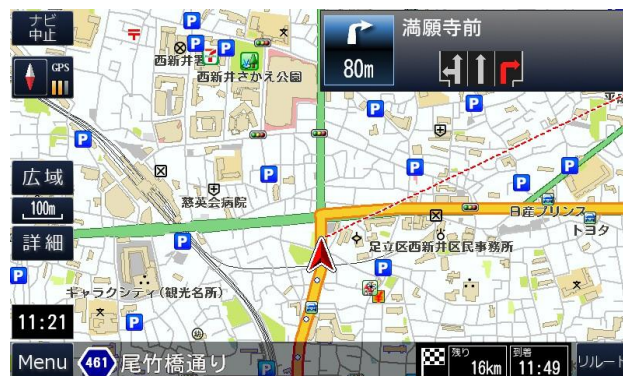 ナビ
中止
満願寺前
80m
GPS
西新井署
西新井さかえ公園
広域
100m
詳細
慈英会病院
日産プリンス
トヨタ
足立区西新井区民事務所
ギャラクシティ(観光名所)
11:21
Menu
461
尾竹橋通り
残り
16km
到着
11:49
リルート